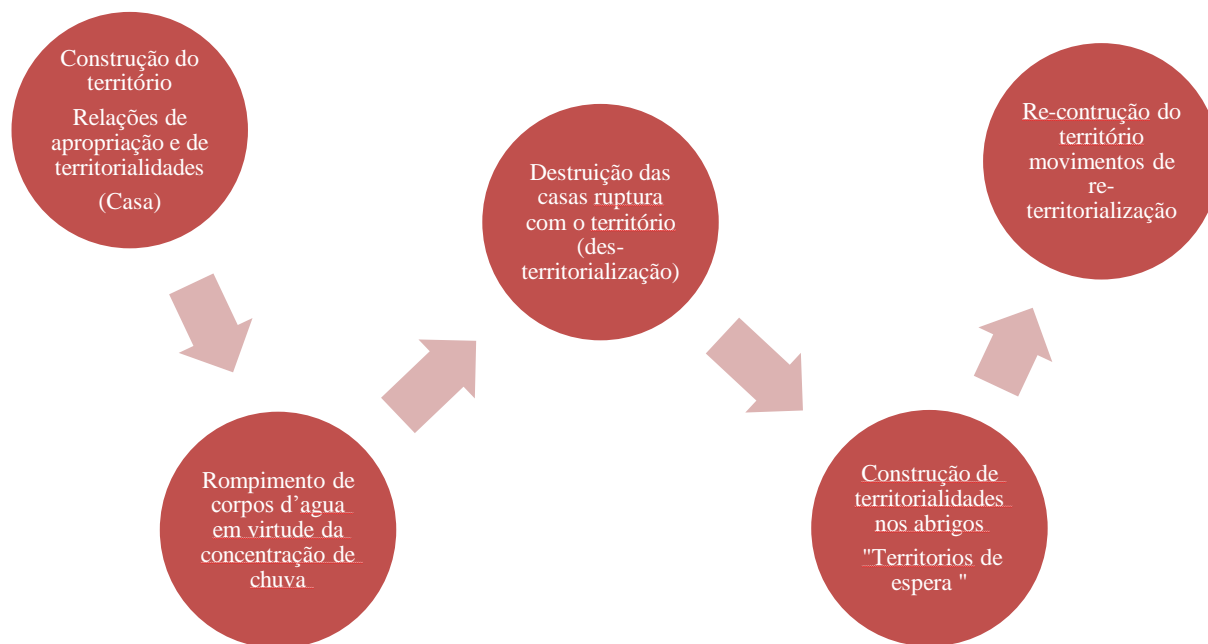 Construção do
território
Relações de
apropriação e de
territorialidades
(Casa)
Rompimento de
corpos d’agua
em virtude da
concentração de
chuva
Destruição das
casas ruptura
com o território
(des-
territorialização)
Construção de
territorialidades
nos abrigos
"Territorios de
espera "
Re-contrução do
território
movimentos de
re-
territorialização